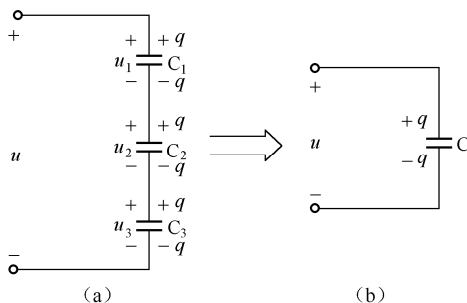 + + + q
u₁ C₁
− − q
+ + q
u₂ C₂
− − q
u
+ + q
u₃ C₃
− − q
−
(a)
+
+ q
u
C
− q
−
(b)